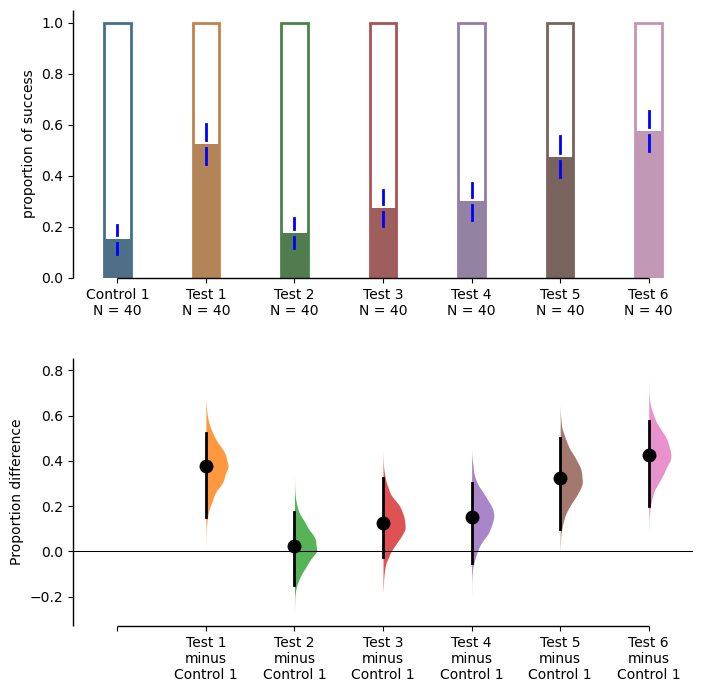 proportion of success
1.0
0.8
0.6
0.4
0.2
0.0
Control 1 Test 1 Test 2 Test 3 Test 4 Test 5 Test 6
N = 40 N = 40 N = 40 N = 40 N = 40 N = 40 N = 40
Proportion difference
0.8
0.6
0.4
0.2
0.0
−0.2
Test 1 Test 2 Test 3 Test 4 Test 5 Test 6
minus minus minus minus minus minus
Control 1 Control 1 Control 1 Control 1 Control 1 Control 1